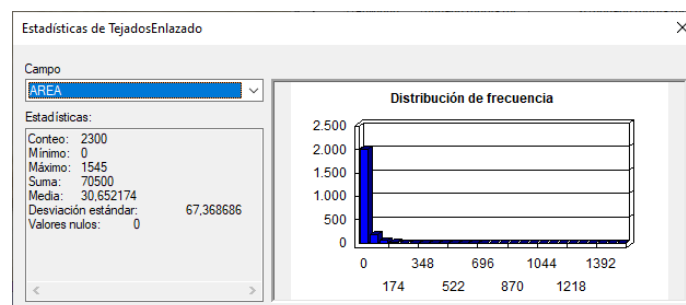 Estadísticas de TejadosEnlazado
Campo
AREA
Estadísticas:
Conteo: 2300
Mínimo: 0
Máximo: 1545
Suma: 70500
Media: 30,652174
Desviación estándar: 67,368686
Valores nulos: 0
Distribución de frecuencia
2.500
2.000
1.500
1.000
500
0
0 348 696 1044 1392
174 522 870 1218